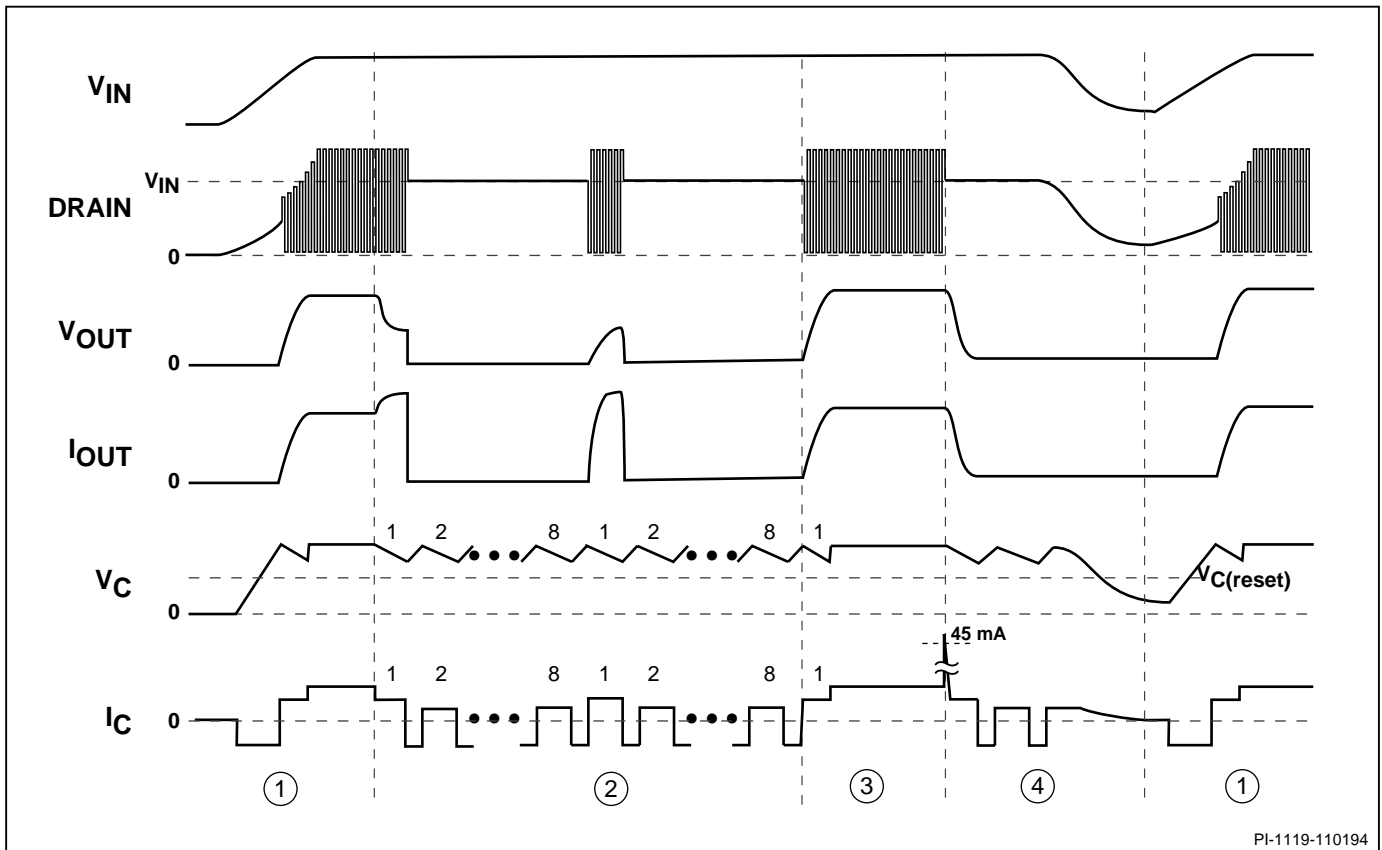 VIN
VIN
DRAIN
0
VOUT
0
IOUT
0
1 2 8 1 2 8 1
VC
VC(reset)
0
45 mA
1 2 8 1 2 8 1
IC
0
1 2 3 4 1
PI-1119-110194